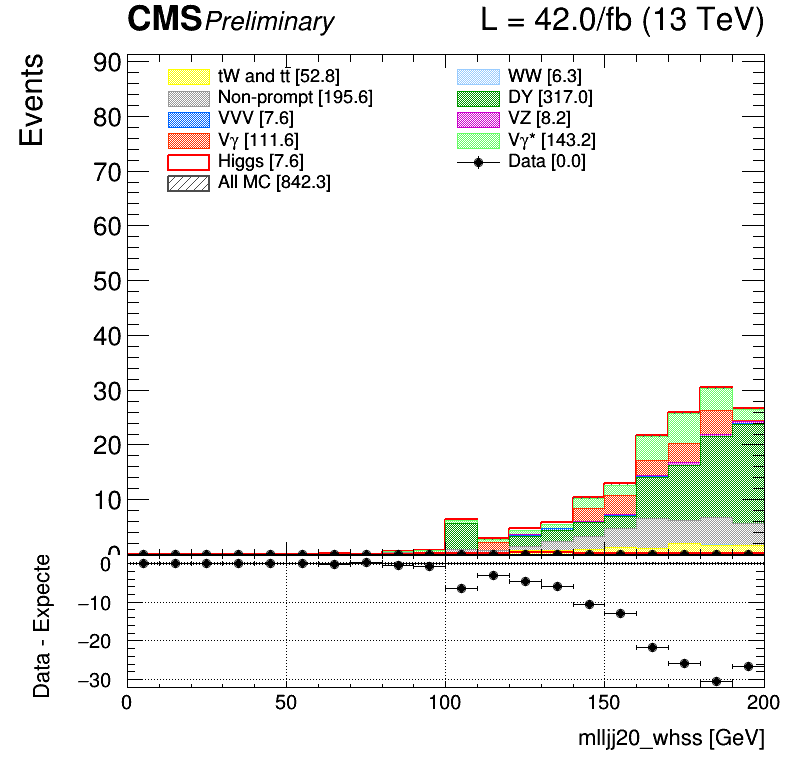 CMS Preliminary L = 42.0/fb (13 TeV)
Events
90
80
70
60
50
40
30
20
10
0
tW and tt̄ [52.8]
Non-prompt [195.6]
VVV [7.6]
Vγ [111.6]
Higgs [7.6]
All MC [842.3]
WW [6.3]
DY [317.0]
VZ [8.2]
Vγ* [143.2]
Data [0.0]
Data - Expecte
0
−10
−20
−30
0 50 100 150 200
mlljj20_whss [GeV]